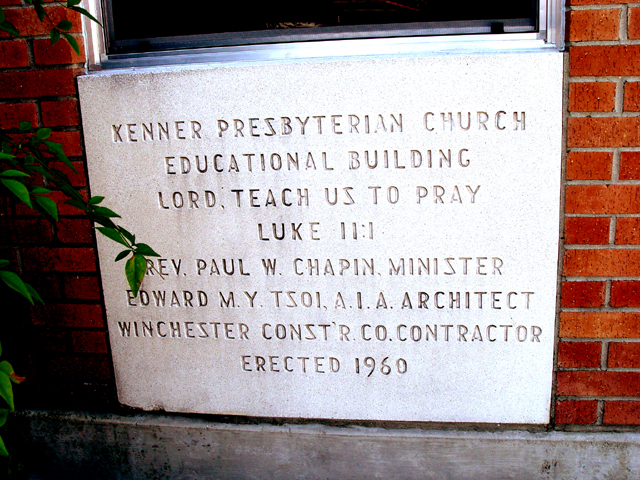 KENNER PRESBYTERIAN CHURCH
EDUCATIONAL BUILDING
LORD, TEACH US TO PRAY
LUKE 11:1
REV. PAUL W. CHAPIN, MINISTER
EDWARD M.Y. TSOI, A.I.A. ARCHITECT
WINCHESTER CONST'R. CO. CONTRACTOR
ERECTED 1960